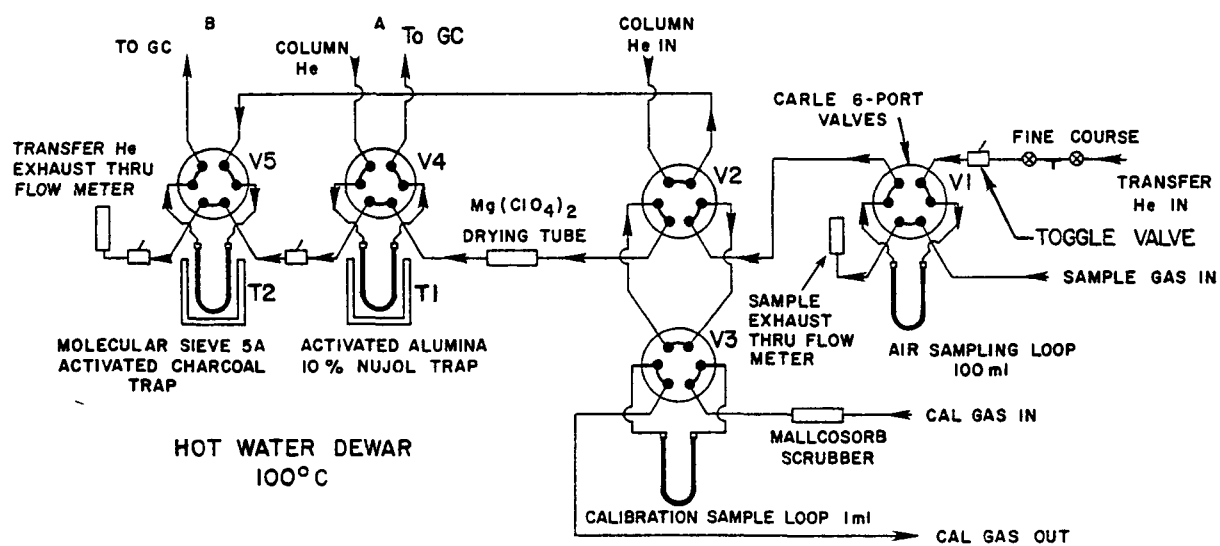 B
TO GC
COLUMN
He
A
TO GC
COLUMN
He IN
CARLE 6-PORT
VALVES
FINE COURSE
TRANSFER
He IN
TOGGLE VALVE
SAMPLE GAS IN
TRANSFER He
EXHAUST THRU
FLOW METER
V5
V4
V2
V1
Mg(ClO4)2
DRYING TUBE
T2
T1
V3
SAMPLE
EXHAUST
THRU FLOW
METER
AIR SAMPLING LOOP
100 ml
MOLECULAR SIEVE 5A
ACTIVATED CHARCOAL
TRAP
ACTIVATED ALUMINA
10% NUJOL TRAP
CAL GAS IN
MALLCOSORB
SCRUBBER
HOT WATER DEWAR
100°C
CALIBRATION SAMPLE LOOP 1ml
CAL GAS OUT